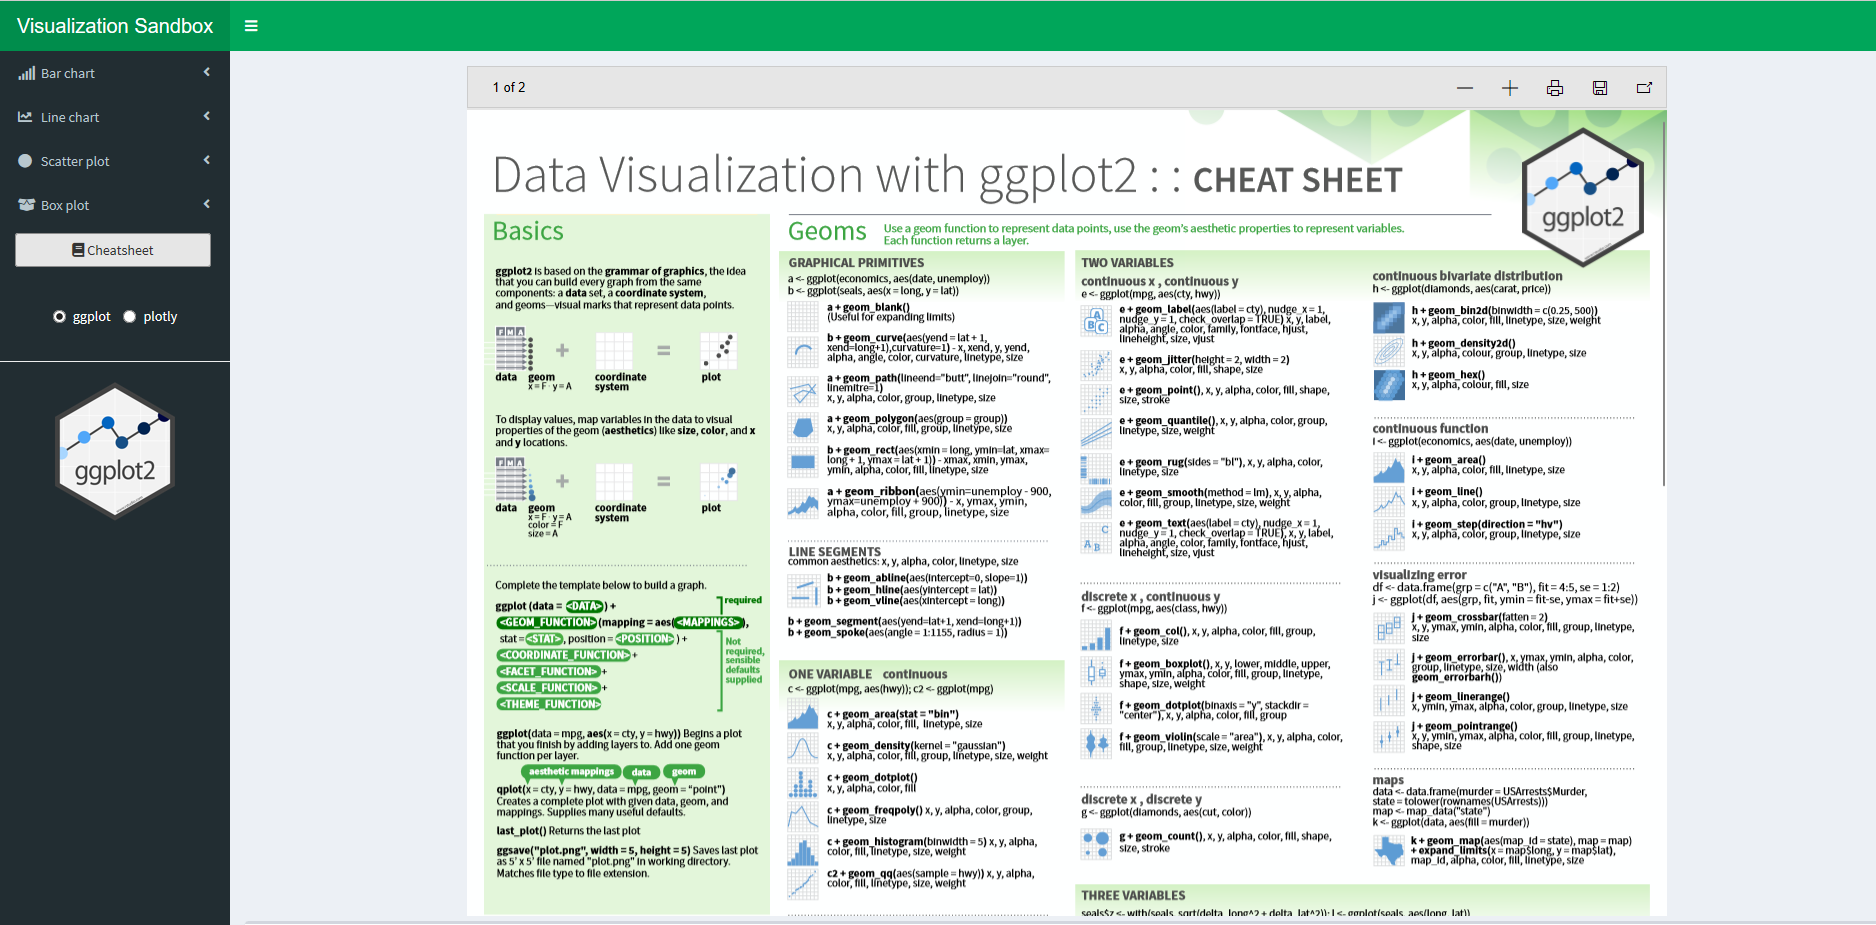 Visualization Sandbox
Bar chart
Line chart
Scatter plot
Box plot
Cheatsheet
ggplot plotly
ggplot2
1 of 2
Data Visualization with ggplot2 : : CHEAT SHEET
ggplot2
Basics
ggplot2 is based on the grammar of graphics, the idea
that you can build every graph from the same
components: a data set, a coordinate system,
and geoms—visual marks that represent data points.
F M A
+ =
data geom coordinate plot
x = F · y = A system
To display values, map variables in the data to visual
properties of the geom (aesthetics) like size, color, and x
and y locations.
F M A
+ =
data geom coordinate plot
x = F · y = A system
color = F
size = A
Complete the template below to build a graph.
required
ggplot (data = <DATA>) +
<GEOM_FUNCTION>(mapping = aes(<MAPPINGS>),
stat = <STAT>, position = <POSITION>) +
<COORDINATE_FUNCTION> +
<FACET_FUNCTION> +
<SCALE_FUNCTION> +
<THEME_FUNCTION>
Not
required,
sensible
defaults
supplied
ggplot(data = mpg, aes(x = cty, y = hwy)) Begins a plot
that you finish by adding layers to. Add one geom
function per layer.
aesthetic mappings data geom
qplot(x = cty, y = hwy, data = mpg, geom = “point")
Creates a complete plot with given data, geom, and
mappings. Supplies many useful defaults.
last_plot() Returns the last plot
ggsave("plot.png", width = 5, height = 5) Saves last plot
as 5’ x 5’ file named "plot.png" in working directory.
Matches file type to file extension.
Geoms
Use a geom function to represent data points, use the geom’s aesthetic properties to represent variables.
Each function returns a layer.
GRAPHICAL PRIMITIVES
a <- ggplot(economics, aes(date, unemploy))
b <- ggplot(seals, aes(x = long, y = lat))
a + geom_blank()
(Useful for expanding limits)
b + geom_curve(aes(yend = lat + 1,
xend=long+1),curvature=1) - x, xend, y, yend,
alpha, angle, color, curvature, linetype, size
a + geom_path(lineend="butt", linejoin="round",
linemitre=1)
x, y, alpha, color, group, linetype, size
a + geom_polygon(aes(group = group))
x, y, alpha, color, fill, group, linetype, size
b + geom_rect(aes(xmin = long, ymin=lat, xmax=
long + 1, ymax = lat + 1)) - xmax, xmin, ymax,
ymin, alpha, color, fill, linetype, size
a + geom_ribbon(aes(ymin=unemploy - 900,
ymax=unemploy + 900)) - x, ymax, ymin,
alpha, color, fill, group, linetype, size
LINE SEGMENTS
common aesthetics: x, y, alpha, color, linetype, size
b + geom_abline(aes(intercept=0, slope=1))
b + geom_hline(aes(yintercept = lat))
b + geom_vline(aes(xintercept = long))
b + geom_segment(aes(yend=lat+1, xend=long+1))
b + geom_spoke(aes(angle = 1:1155, radius = 1))
ONE VARIABLE continuous
c <- ggplot(mpg, aes(hwy)); c2 <- ggplot(mpg)
c + geom_area(stat = "bin")
x, y, alpha, color, fill, linetype, size
c + geom_density(kernel = "gaussian")
x, y, alpha, color, fill, group, linetype, size, weight
c + geom_dotplot()
x, y, alpha, color, fill
c + geom_freqpoly() x, y, alpha, color, group,
linetype, size
c + geom_histogram(binwidth = 5) x, y, alpha,
color, fill, linetype, size, weight
c2 + geom_qq(aes(sample = hwy)) x, y, alpha,
color, fill, linetype, size, weight
TWO VARIABLES
continuous x , continuous y
e <- ggplot(mpg, aes(cty, hwy))
A
B C
e + geom_label(aes(label = cty), nudge_x = 1,
nudge_y = 1, check_overlap = TRUE) x, y, label,
alpha, angle, color, family, fontface, hjust,
lineheight, size, vjust
e + geom_jitter(height = 2, width = 2)
x, y, alpha, color, fill, shape, size
e + geom_point(), x, y, alpha, color, fill, shape,
size, stroke
e + geom_quantile(), x, y, alpha, color, group,
linetype, size, weight
e + geom_rug(sides = "bl"), x, y, alpha, color,
linetype, size
e + geom_smooth(method = lm), x, y, alpha,
color, fill, group, linetype, size, weight
C
A B
e + geom_text(aes(label = cty), nudge_x = 1,
nudge_y = 1, check_overlap = TRUE), x, y, label,
alpha, angle, color, family, fontface, hjust,
lineheight, size, vjust
discrete x , continuous y
f <- ggplot(mpg, aes(class, hwy))
f + geom_col(), x, y, alpha, color, fill, group,
linetype, size
f + geom_boxplot(), x, y, lower, middle, upper,
ymax, ymin, alpha, color, fill, group, linetype,
shape, size, weight
f + geom_dotplot(binaxis = "y", stackdir =
"center"), x, y, alpha, color, fill, group
f + geom_violin(scale = "area"), x, y, alpha, color,
fill, group, linetype, size, weight
discrete x , discrete y
g <- ggplot(diamonds, aes(cut, color))
g + geom_count(), x, y, alpha, color, fill, shape,
size, stroke
continuous bivariate distribution
h <- ggplot(diamonds, aes(carat, price))
h + geom_bin2d(binwidth = c(0.25, 500))
x, y, alpha, color, fill, linetype, size, weight
h + geom_density2d()
x, y, alpha, colour, group, linetype, size
h + geom_hex()
x, y, alpha, colour, fill, size
continuous function
i <- ggplot(economics, aes(date, unemploy))
i + geom_area()
x, y, alpha, color, fill, linetype, size
i + geom_line()
x, y, alpha, color, group, linetype, size
i + geom_step(direction = "hv")
x, y, alpha, color, group, linetype, size
visualizing error
df <- data.frame(grp = c("A", "B"), fit = 4:5, se = 1:2)
j <- ggplot(df, aes(grp, fit, ymin = fit-se, ymax = fit+se))
j + geom_crossbar(fatten = 2)
x, y, ymax, ymin, alpha, color, fill, group, linetype,
size
j + geom_errorbar(), x, ymax, ymin, alpha, color,
group, linetype, size, width (also
geom_errorbarh())
j + geom_linerange()
x, ymin, ymax, alpha, color, group, linetype, size
j + geom_pointrange()
x, y, ymin, ymax, alpha, color, fill, group, linetype,
shape, size
maps
data <- data.frame(murder = USArrests$Murder,
state = tolower(rownames(USArrests)))
map <- map_data("state")
k <- ggplot(data, aes(fill = murder))
k + geom_map(aes(map_id = state), map = map)
+ expand_limits(x = map$long, y = map$lat),
map_id, alpha, color, fill, linetype, size
THREE VARIABLES
seals$z <- with(seals, sqrt(delta_long^2 + delta_lat^2)); l <- ggplot(seals, aes(long, lat))